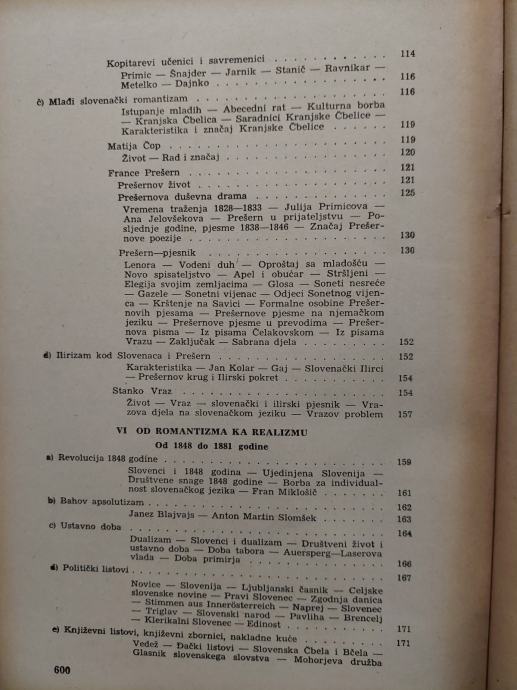 Kopitarevi učenici i savremenici . . . . . . . . . . . 114
Primic — Šnajder — Jarnik — Stanič — Ravnikar —
Metelko — Dajnko . . . . . . . . . . . . . . . 116
č) Mlađi slovenački romantizam . . . . . . . . . . . . . 116
Istupanje mladih — Abecedni rat — Kulturna borba
— Kranjska Čbelica — Saradnici Kranjske Čbelice —
Karakteristika i značaj Kranjske Čbelice . . . . . 119
Matija Čop . . . . . . . . . . . . . . . . . 119
Život — Rad i značaj . . . . . . . . . . . . . 120
France Prešern . . . . . . . . . . . . . . . . 121
Prešernov život . . . . . . . . . . . . . . . 121
Prešernova duševna drama . . . . . . . . . . . 125
Vremena traženja 1828—1833 — Julija Primicova —
Ana Jelovšekova — Prešern u prijateljstvu — Po-
sljednje godine, pjesme 1838—1846 — Značaj Prešer-
nove poezije . . . . . . . . . . . . . . . . 130
Prešern—pjesnik . . . . . . . . . . . . . . . 130
Lenora — Vodeni duh — Oproštaj sa mladošću —
Novo spisateljstvo — Apel i obućar — Stršljeni —
Elegija svojim zemljacima — Glosa — Soneti nesreće
— Gazele — Sonetni vijenac — Odjeci Sonetnog vijen-
ca — Krštenje na Savici — Formalne osobine Prešer-
novih pjesama — Prešernove pjesme na njemačkom
jeziku — Prešernove pjesme u prevodima — Prešer-
nova pisma — Iz pisama Čelakovskom — Iz pisama
Vrazu — Zaključak — Sabrana djela . . . . . . . 152
d) Ilirizam kod Slovenaca i Prešern . . . . . . . . . . 152
Karakteristika — Jan Kolar — Gaj — Slovenački Ilirci
— Prešernov krug i Ilirski pokret . . . . . . . . 154
Stanko Vraz . . . . . . . . . . . . . . . . . 154
Život — Vraz — slovenački i ilirski pjesnik — Vra-
zova djela na slovenačkom jeziku — Vrazov problem 157
VI OD ROMANTIZMA KA REALIZMU
Od 1848 do 1881 godine
a) Revolucija 1848 godine . . . . . . . . . . . . . . 159
Slovenci i 1848 godina — Ujedinjena Slovenija —
Društvene snage 1848 godine — Borba za individual-
nost slovenačkog jezika — Fran Miklošič . . . . . 161
b) Bahov apsolutizam . . . . . . . . . . . . . . . . 162
Janez Blajvajs — Anton Martin Slomšek . . . . . . 163
c) Ustavno doba . . . . . . . . . . . . . . . . . . 164
Dualizam — Slovenci i dualizam — Društveni život i
ustavno doba — Doba tabora — Auersperg—Laserova
vlada — Doba primirja . . . . . . . . . . . . . 166
d) Politički listovi . . . . . . . . . . . . . . . . . 167
Novice — Slovenija — Ljubljanski časnik — Celjske
slovenske novine — Pravi Slovenec — Zgodnja danica
— Stimmen aus Innerösterreich — Naprej — Slovenec
— Triglav — Slovenski narod — Pavliha — Brencelj
— Klerikalni Slovenec — Edinost . . . . . . . . . 171
e) Književni listovi, književni zbornici, nakladne kuće . . . 171
Vedež — Đački listovi — Slovenska Čbela i Bčela —
Glasnik slovenskega slovstva — Mohorjeva družba
600